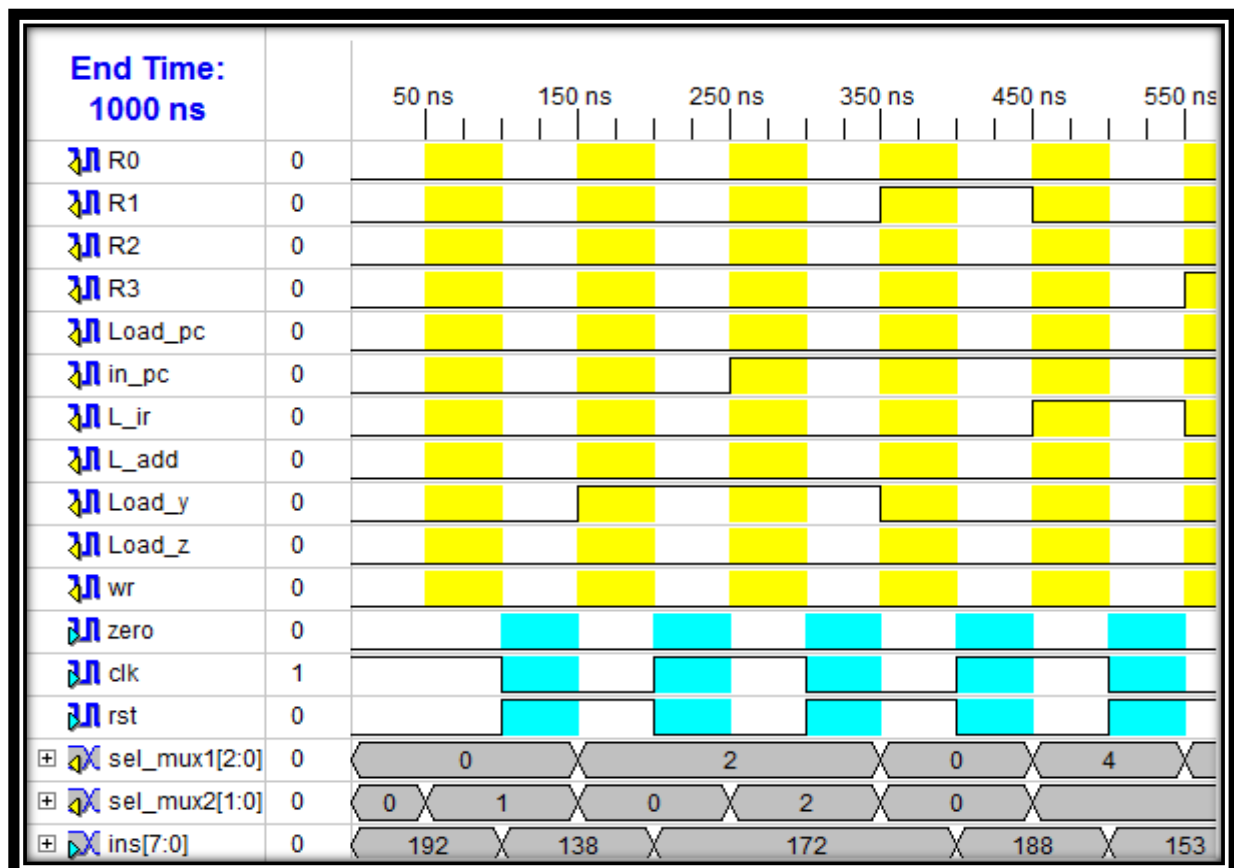 End Time:
1000 ns
50 ns 150 ns 250 ns 350 ns 450 ns 550 ns
R0 0
R1 0
R2 0
R3 0
Load_pc 0
in_pc 0
L_ir 0
L_add 0
Load_y 0
Load_z 0
wr 0
zero 0
clk 1
rst 0
sel_mux1[2:0] 0 0 2 0 4
sel_mux2[1:0] 0 0 1 0 2 0
ins[7:0] 0 192 138 172 188 153